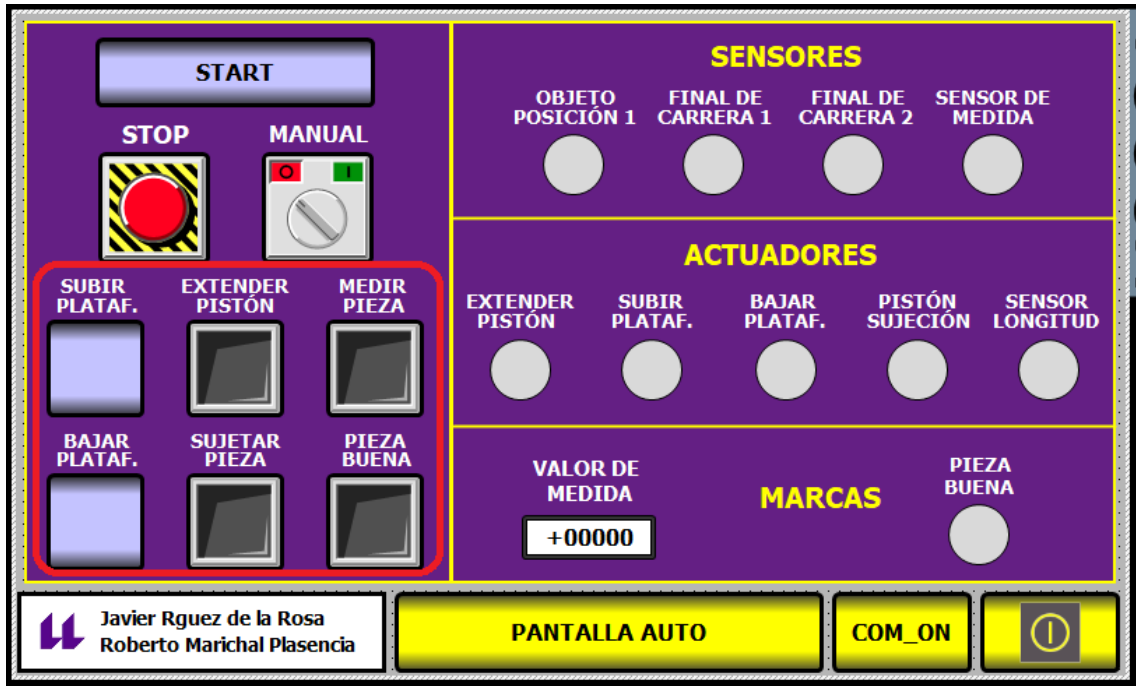 START
STOP
MANUAL
O
I
SUBIR
PLATAF.
EXTENDER
PISTÓN
MEDIR
PIEZA
BAJAR
PLATAF.
SUJETAR
PIEZA
PIEZA
BUENA
SENSORES
OBJETO
POSICIÓN 1
FINAL DE
CARRERA 1
FINAL DE
CARRERA 2
SENSOR DE
MEDIDA
ACTUADORES
EXTENDER
PISTÓN
SUBIR
PLATAF.
BAJAR
PLATAF.
PISTÓN
SUJECIÓN
SENSOR
LONGITUD
VALOR DE
MEDIDA
+00000
MARCAS
PIEZA
BUENA
Javier Rguez de la Rosa
Roberto Marichal Plasencia
PANTALLA AUTO
COM_ON